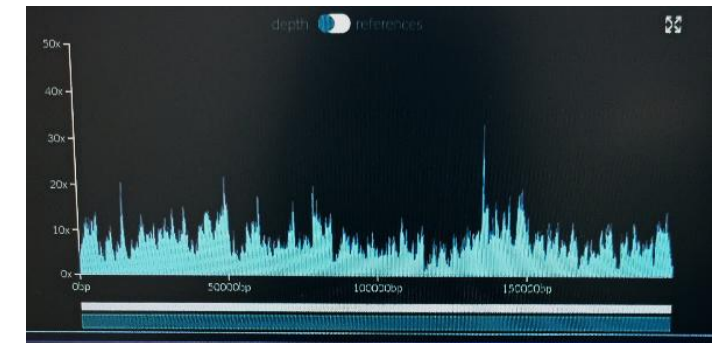 depth references
50x
40x
30x
20x
10x
0x
0bp 50000bp 100000bp 150000bp